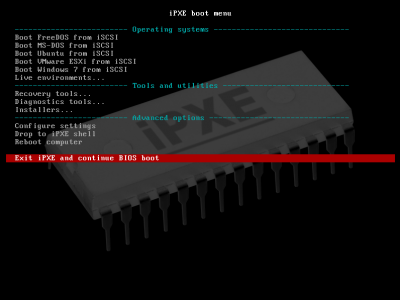 iPXE boot menu
Operating systems
Boot FreeDOS from iSCSI
Boot MS-DOS from iSCSI
Boot Ubuntu from iSCSI
Boot VMware ESXi from iSCSI
Boot Windows 7 from iSCSI
Live environments...
Tools and utilities
Recovery tools...
Diagnostics tools...
Installers...
Advanced options
Configure settings
Drop to iPXE shell
Reboot computer
Exit iPXE and continue BIOS boot
iPXE